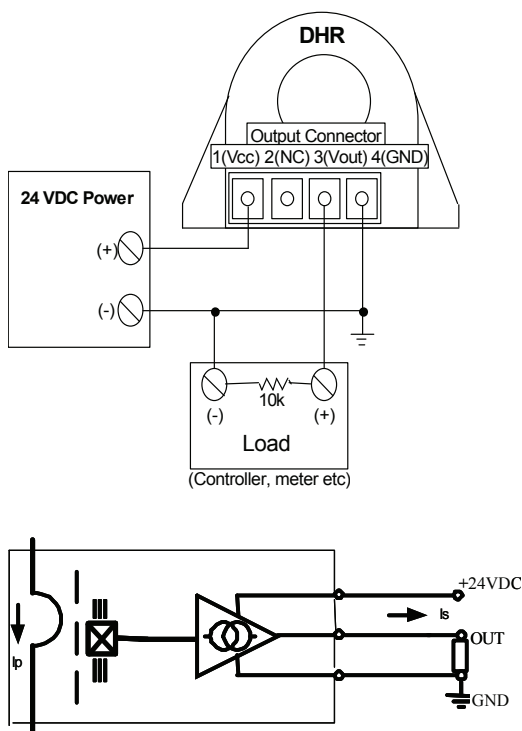 DHR
Output Connector
1(Vcc) 2(NC) 3(Vout) 4(GND)
24 VDC Power
(+)
(-)
10k
(-) (+)
Load
(Controller, meter etc)
+24VDC
Is
OUT
Ip
GND